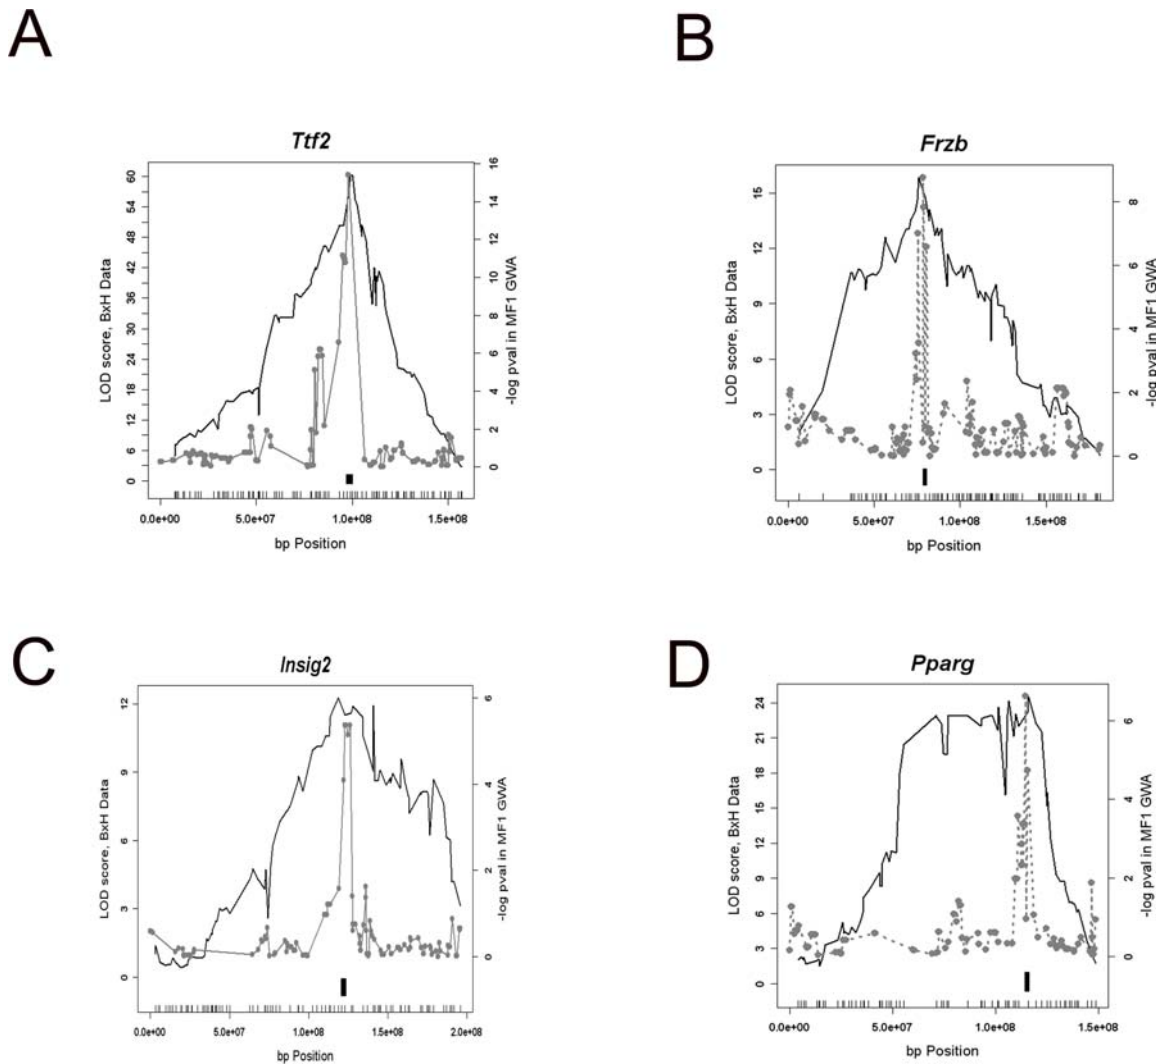 A
Ttf2
LOD score, BxH Data
60
54
48
42
36
30
24
18
12
6
0
-log pval in MF1 GWA
16
14
12
10
8
6
4
2
0
0.0e+00 5.0e+07 1.0e+08 1.5e+08
bp Position
B
Frzb
LOD score, BxH Data
15
12
9
6
3
0
-log pval in MF1 GWA
8
6
4
2
0
0.0e+00 5.0e+07 1.0e+08 1.5e+08
bp Position
C
Insig2
LOD score, BxH Data
12
9
6
3
0
-log pval in MF1 GWA
6
4
2
0
0.0e+00 5.0e+07 1.0e+08 1.5e+08 2.0e+08
bp Position
D
Pparg
LOD score, BxH Data
24
21
18
15
12
9
6
3
0
-log pval in MF1 GWA
6
4
2
0
0.0e+00 5.0e+07 1.0e+08 1.5e+08
bp Position